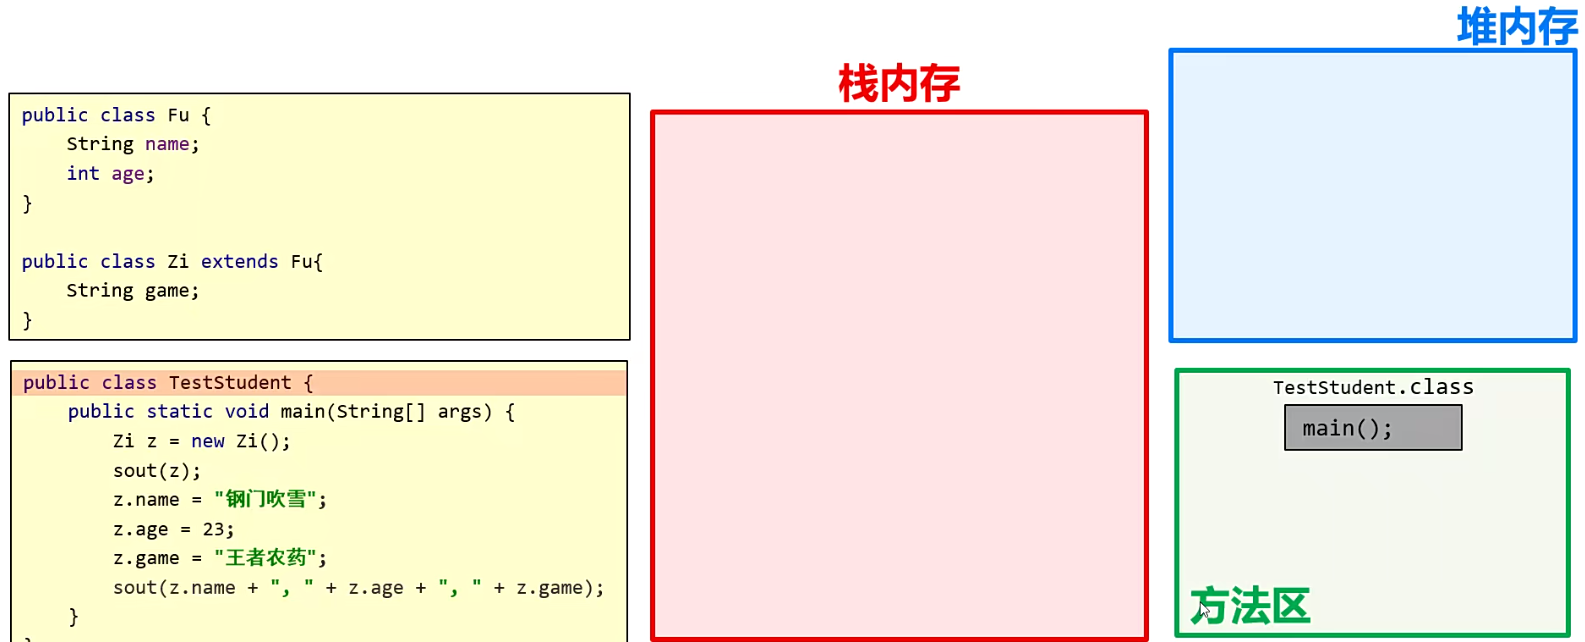 public class Fu {
String name;
int age;
}
public class Zi extends Fu{
String game;
}
public class TestStudent {
public static void main(String[] args) {
Zi z = new Zi();
sout(z);
z.name = "钢门吹雪";
z.age = 23;
z.game = "王者农药";
sout(z.name + ", " + z.age + ", " + z.game);
}
栈内存
堆内存
TestStudent.class
main();
方法区